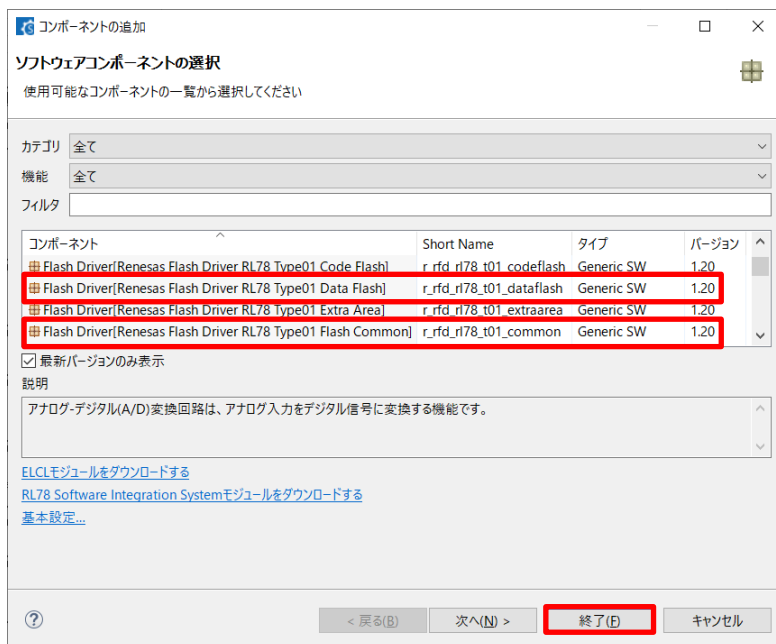 コンポーネントの追加
ソフトウェアコンポーネントの選択
使用可能なコンポーネントの一覧から選択してください
カテゴリ 全て
機能 全て
フィルタ
コンポーネント Short Name タイプ バージョン
Flash Driver[Renesas Flash Driver RL78 Type01 Code Flash] r_rfd_rl78_t01_codeflash Generic SW 1.20
Flash Driver[Renesas Flash Driver RL78 Type01 Data Flash] r_rfd_rl78_t01_dataflash Generic SW 1.20
Flash Driver[Renesas Flash Driver RL78 Type01 Extra Area] r_rfd_rl78_t01_extraarea Generic SW 1.20
Flash Driver[Renesas Flash Driver RL78 Type01 Flash Common] r_rfd_rl78_t01_common Generic SW 1.20
最新バージョンのみ表示
説明
アナログ-デジタル(A/D)変換回路は、アナログ入力をデジタル信号に変換する機能です。
ELCLモジュールをダウンロードする
RL78 Software Integration Systemモジュールをダウンロードする
基本設定...
< 戻る(B) 次へ(N) > 終了(F) キャンセル